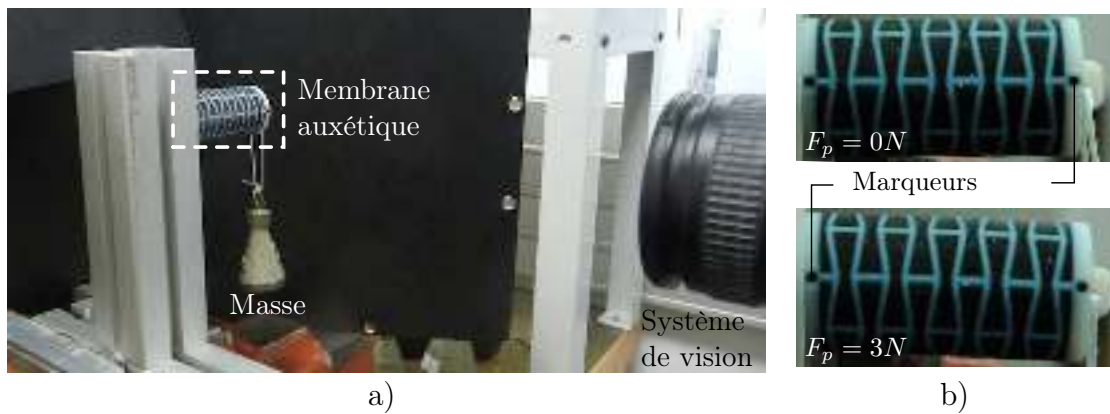 Membrane
auxétique
Masse
Système
de vision
a)
F_p = 0N
Marqueurs
F_p = 3N
b)